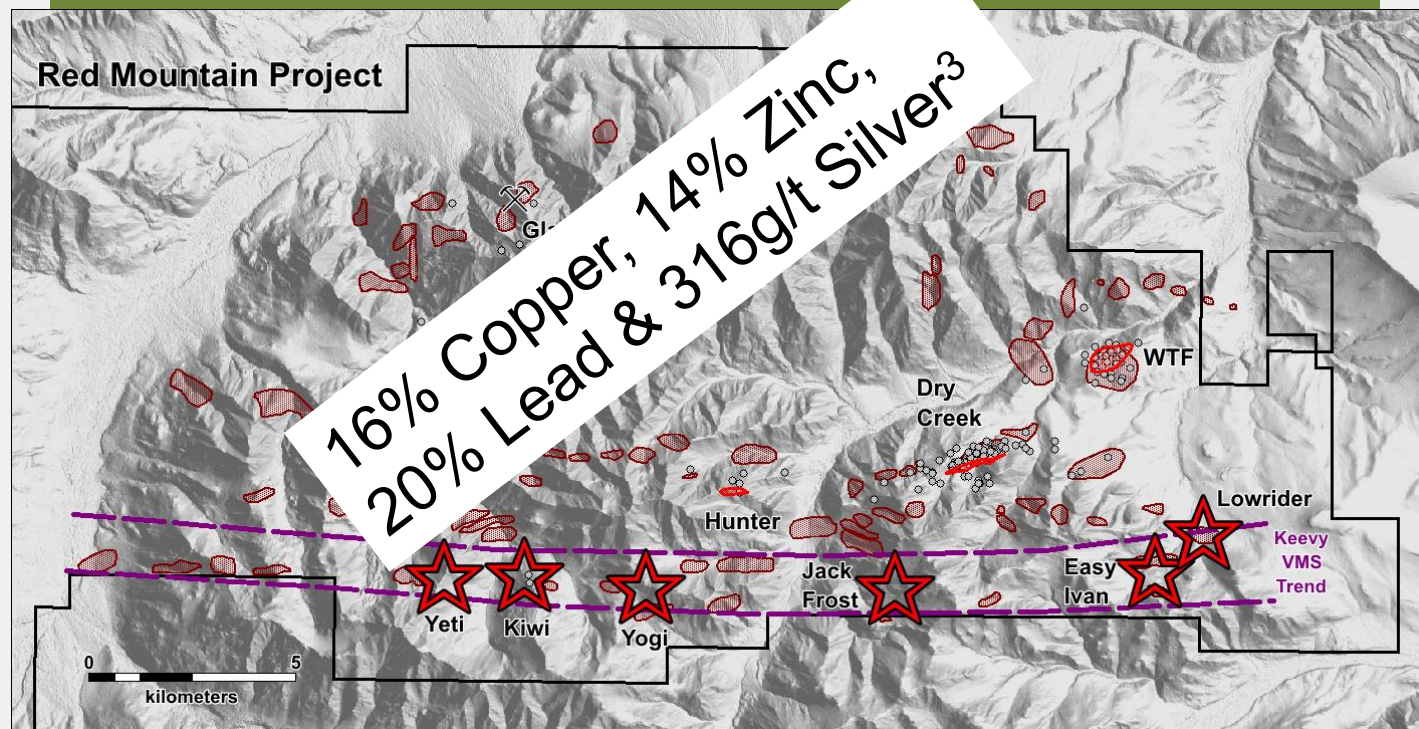 Red Mountain Project
16% Copper, 14% Zinc,
20% Lead & 316g/t Silver3
WTF
Dry
Creek
Hunter
Lowrider
Keevy
VMS
Trend
Jack
Frost
Easy
Ivan
Yeti
Kiwi
Yogi
0 5
kilometers